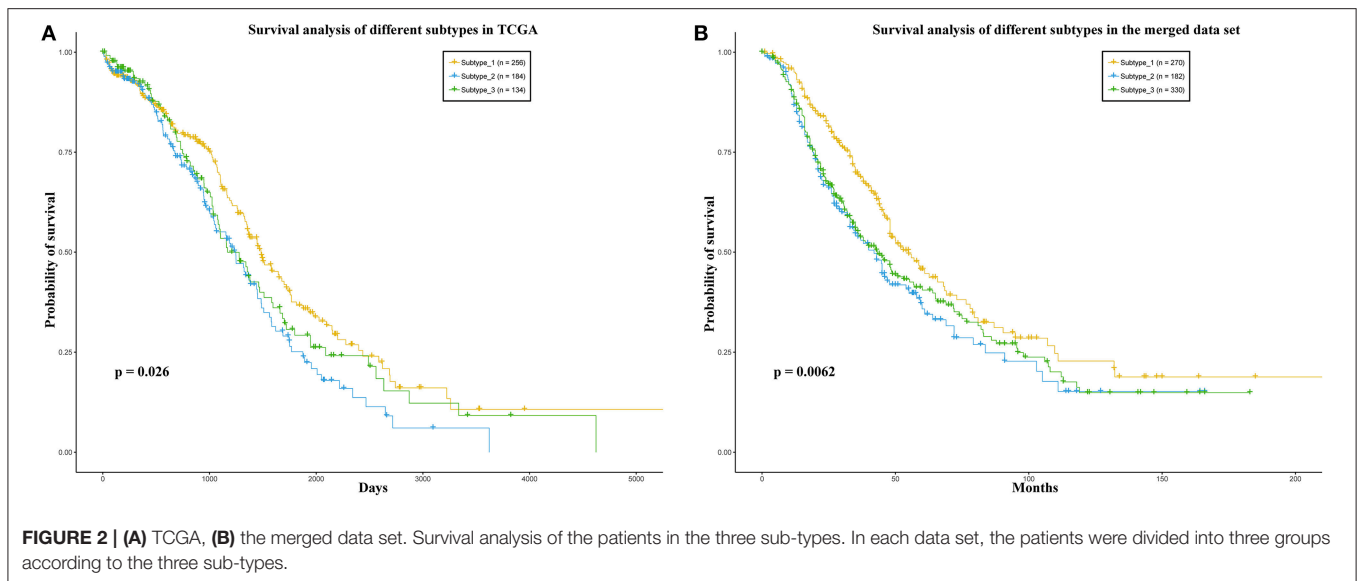 A
Survival analysis of different subtypes in TCGA
Subtype_1 (n = 256)
Subtype_2 (n = 184)
Subtype_3 (n = 134)
1.00
0.75
0.50
0.25
0.00
Probability of survival
p = 0.026
0 1000 2000 3000 4000 5000
Days
B
Survival analysis of different subtypes in the merged data set
Subtype_1 (n = 270)
Subtype_2 (n = 182)
Subtype_3 (n = 330)
1.00
0.75
0.50
0.25
0.00
Probability of survival
p = 0.0062
0 50 100 150 200
Months
FIGURE 2 | (A) TCGA, (B) the merged data set. Survival analysis of the patients in the three sub-types. In each data set, the patients were divided into three groups
according to the three sub-types.